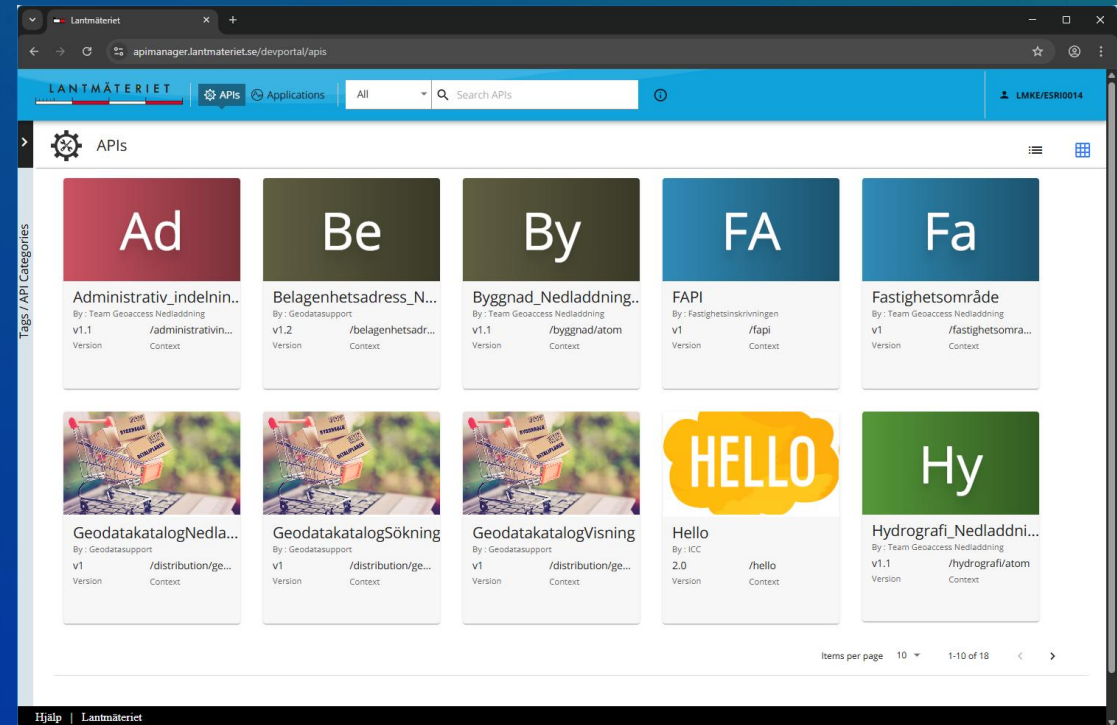 Lantmäteriet
apimanager.lantmateriet.se/devportal/apis
LANTMÄTERIET
APIs
Applications
All
Search APIs
LMKE/ESRI0014
APIs
Tags / API Categories
Ad
Be
By
FA
Fa
Administrativ_indelnin..
Belagenhetsadress_N...
Byggnad_Nedladdning..
FAPI
Fastighetsområde
By : Team Geoaccess Nedladdning
By : Geodatasupport
By : Team Geoaccess Nedladdning
By : Fastighetsinskrivningen
By : Team Geoaccess Nedladdning
v1.1 /administrativin...
v1.2 /belagenhetsadr...
v1.1 /byggnad/atom
v1 /fapi
v1 /fastighetsomra...
Version Context
Version Context
Version Context
Version Context
Version Context
HELLO
Hy
GeodatakatalogNedla...
GeodatakatalogSökning
GeodatakatalogVisning
Hello
Hydrografi_Nedladdni...
By : Geodatasupport
By : Geodatasupport
By : Geodatasupport
By : ICC
By : Team Geoaccess Nedladdning
v1 /distribution/ge...
v1 /distribution/ge...
v1 /distribution/ge...
2.0 /hello
v1.1 /hydrografi/atom
Version Context
Version Context
Version Context
Version Context
Version Context
Items per page 10 1-10 of 18
Hjälp | Lantmäteriet